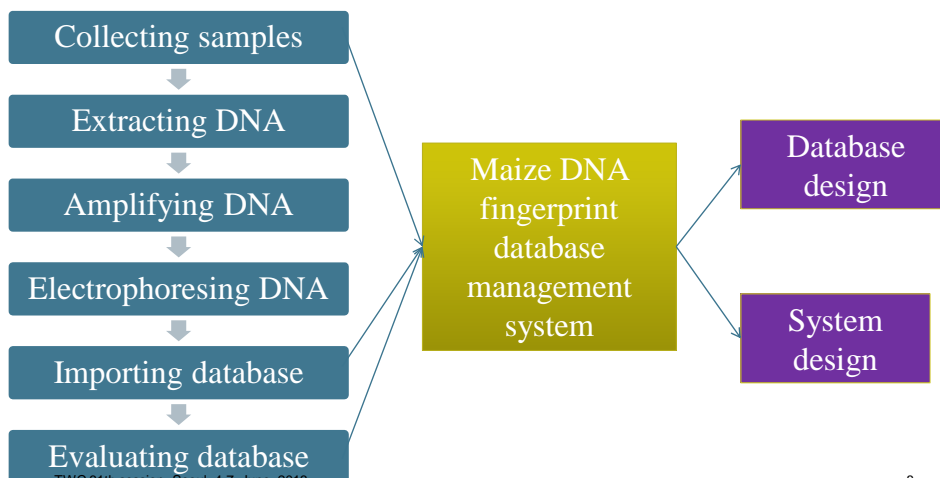 Collecting samples
Extracting DNA
Amplifying DNA
Electrophoresing DNA
Importing database
Evaluating database
Maize DNA
fingerprint
database
management
system
Database
design
System
design